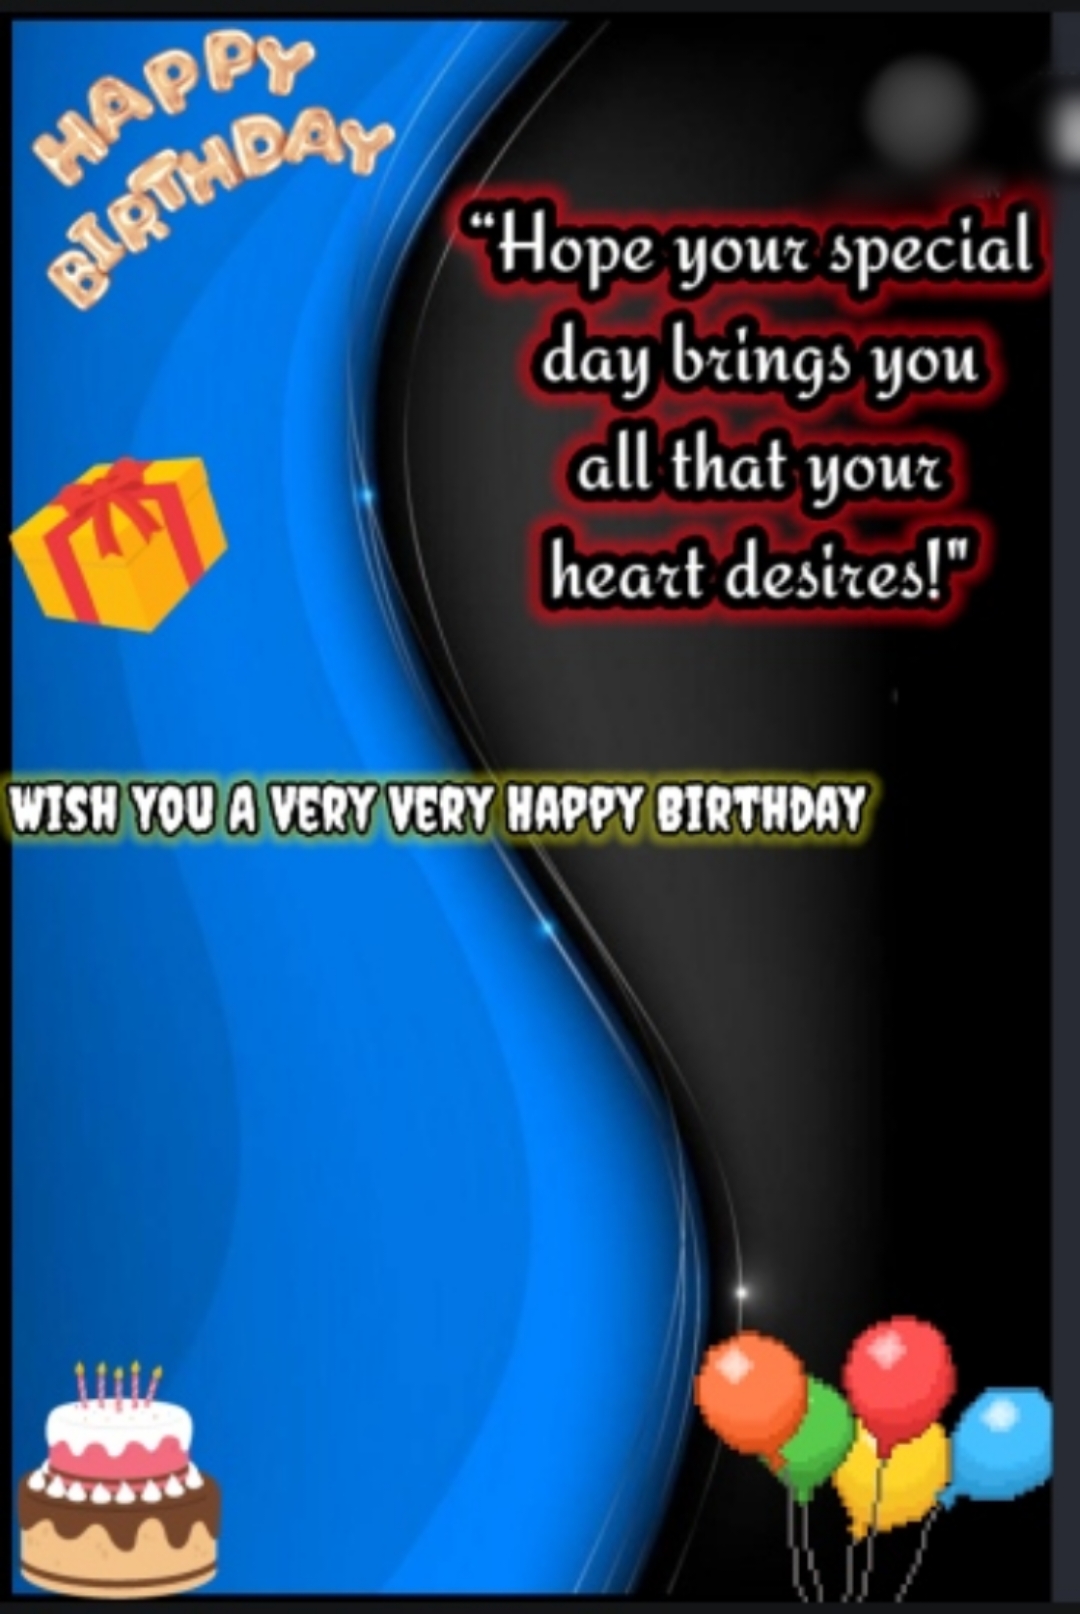 HAPPY
BIRTHDAY
“Hope your special
day brings you
all that your
heart desires!"
WISH YOU A VERY VERY HAPPY BIRTHDAY